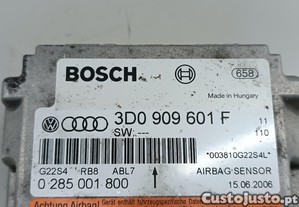 BOSCH
658
Made in Hungary
3D0 909 601 F 11
SW: --- 110
*003810G22S4L*
G22S4 RB8 ABL7
0 285 001 800 AIRBAG SENSOR
15.06.2006
Achtung Airbag!
CustoJusto.pt